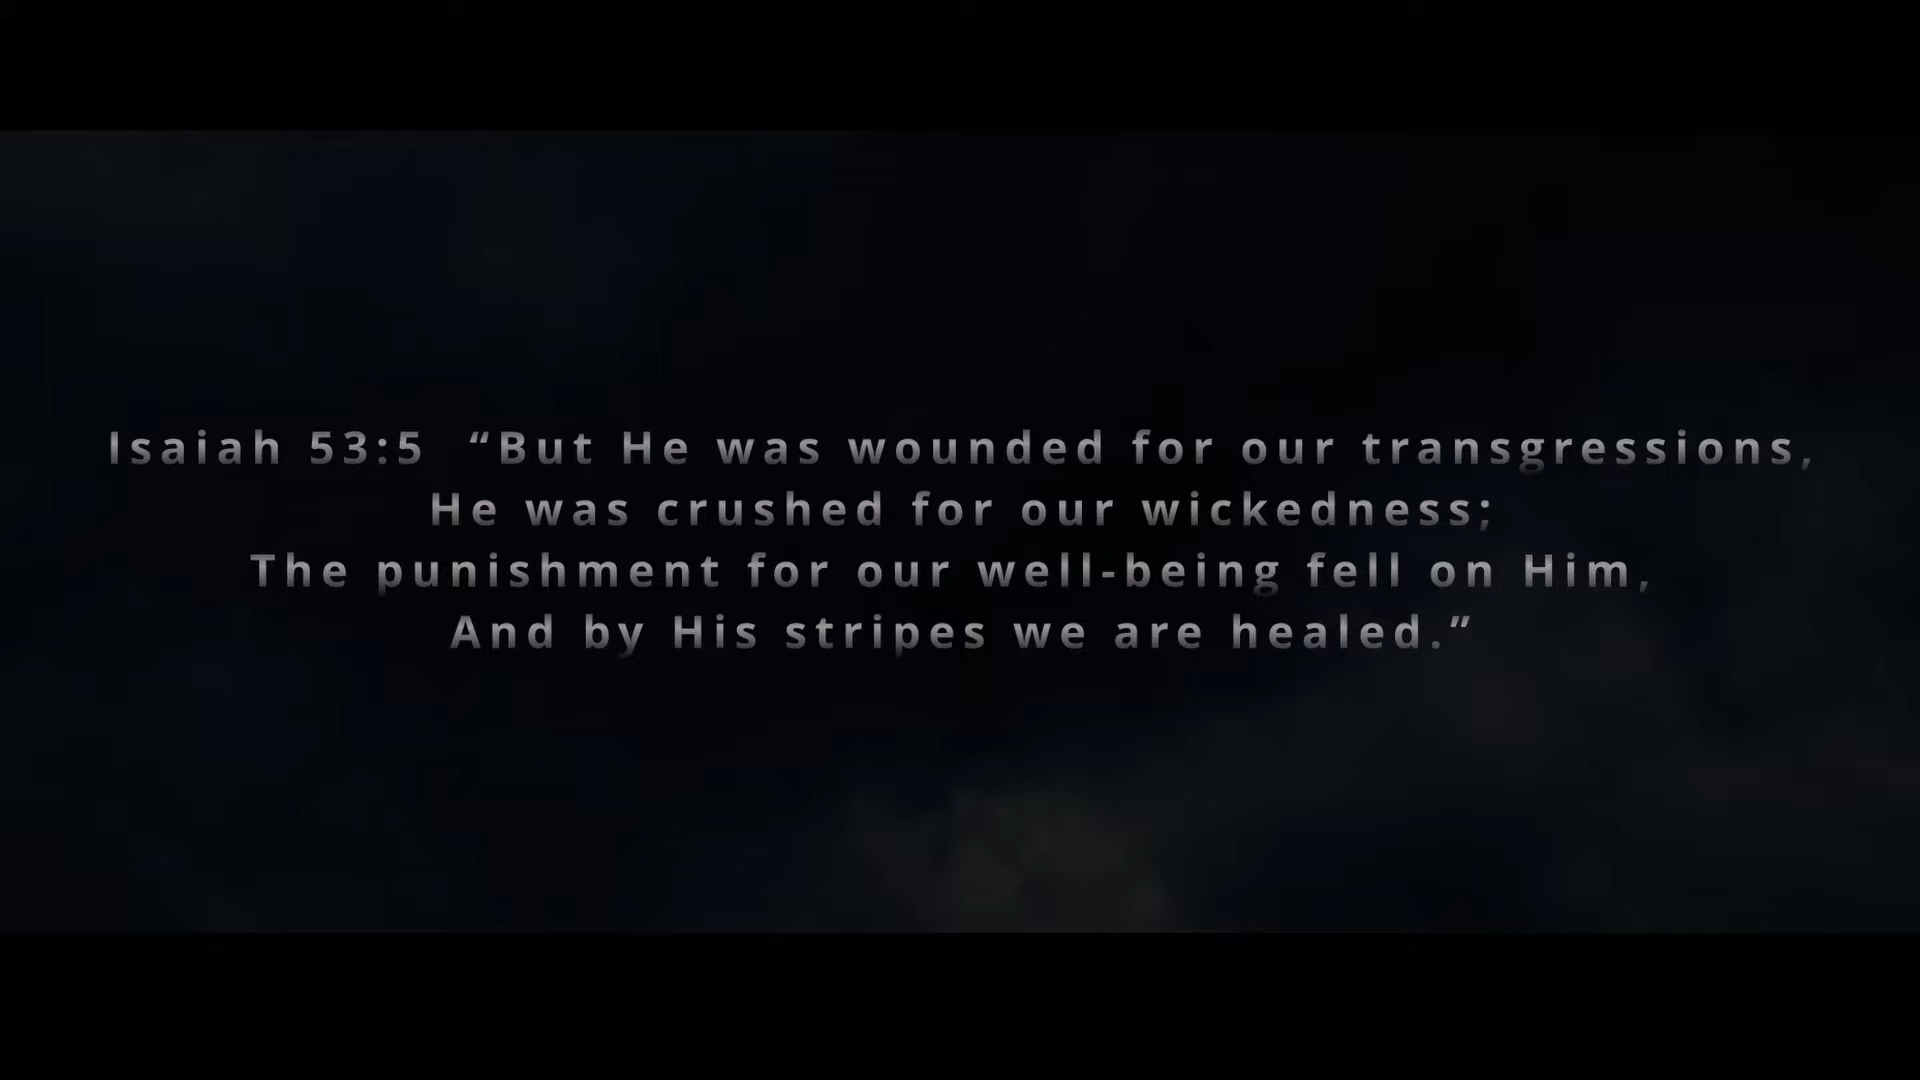 Isaiah 53:5 “But He was wounded for our transgressions,
He was crushed for our wickedness;
The punishment for our well-being fell on Him,
And by His stripes we are healed.”